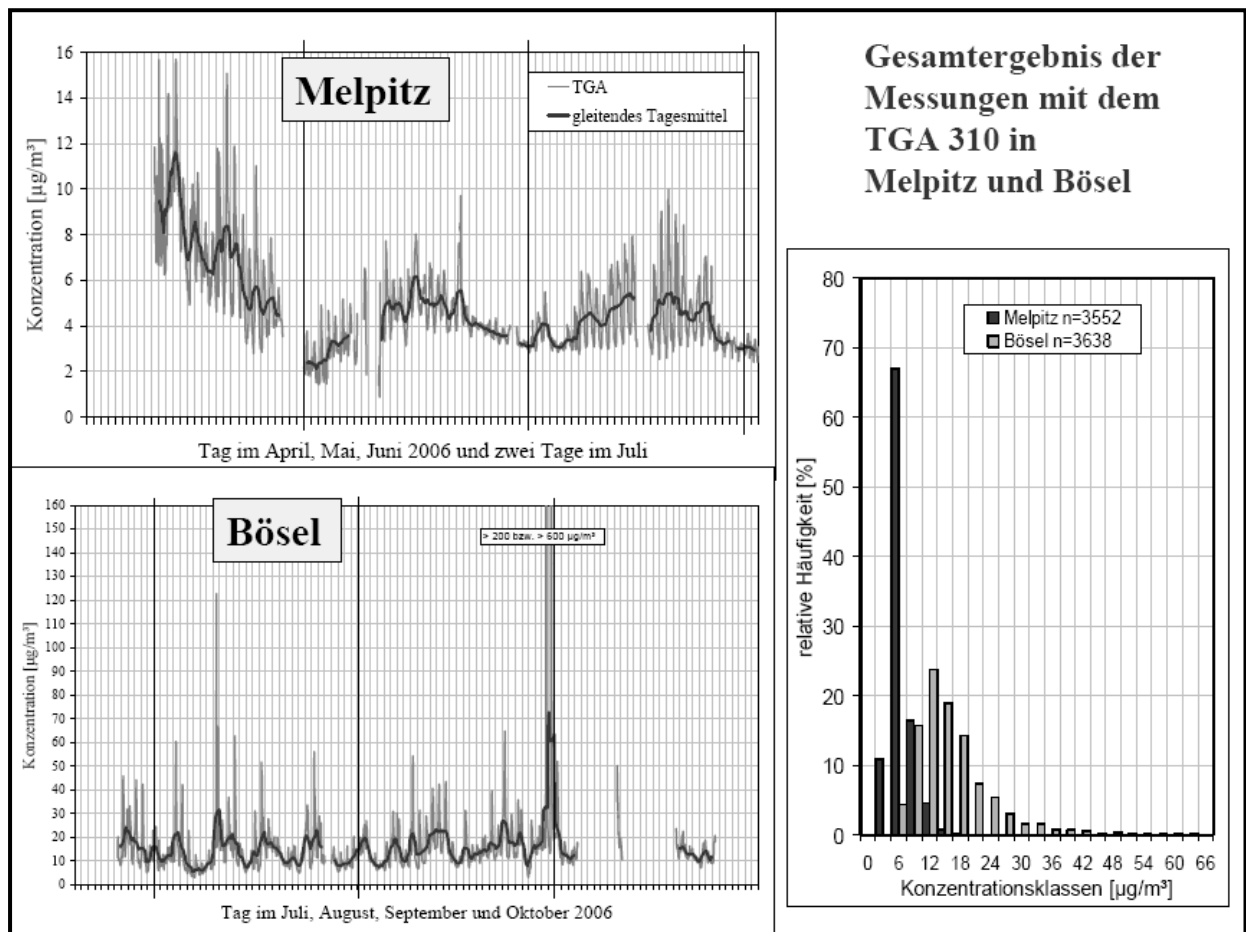 Melpitz
TGA
gleitendes Tagesmittel
Konzentration [µg/m³]
16
14
12
10
8
6
4
2
0
Tag im April, Mai, Juni 2006 und zwei Tage im Juli
Bösel
> 200 bzw. > 600 µg/m³
Konzentration [µg/m³]
160
150
140
130
120
110
100
90
80
70
60
50
40
30
20
10
0
Tag im Juli, August, September und Oktober 2006
Gesamtergebnis der
Messungen mit dem
TGA 310 in
Melpitz und Bösel
Melpitz n=3552
Bösel n=3638
relative Häufigkeit [%]
80
70
60
50
40
30
20
10
0
0 6 12 18 24 30 36 42 48 54 60 66
Konzentrationsklassen [µg/m³]